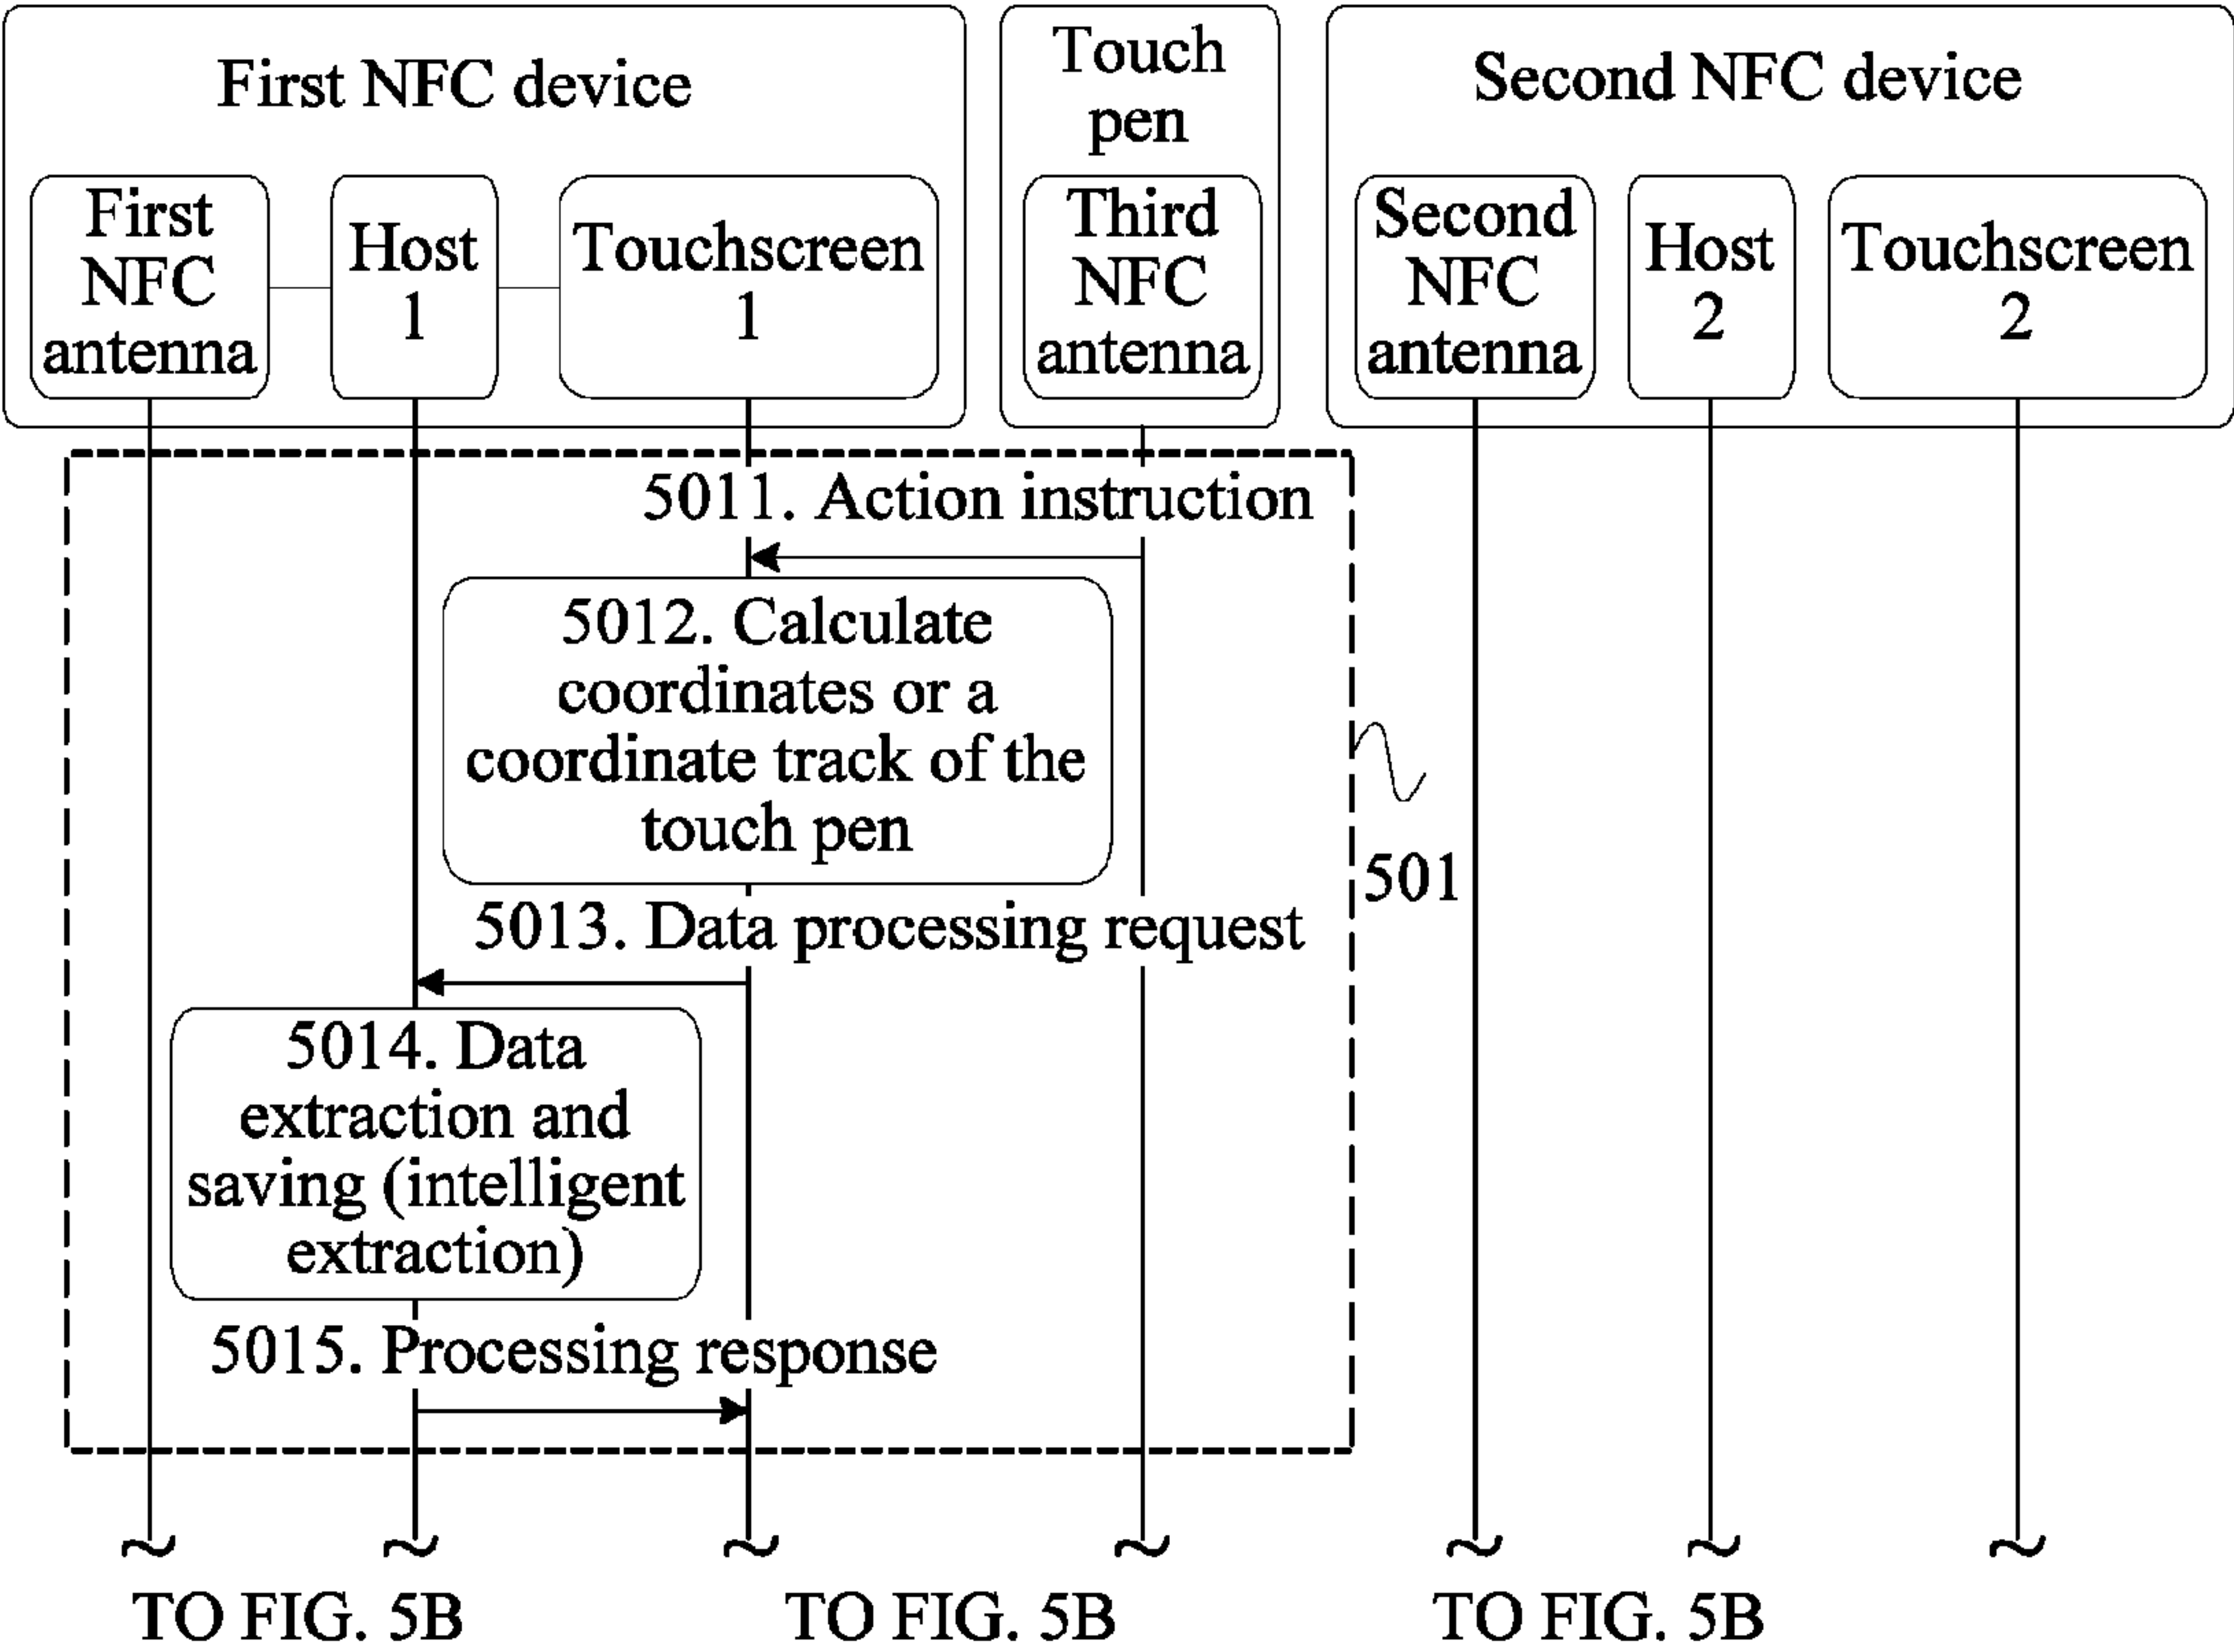 First NFC device
First
NFC
antenna
Host
1
Touchscreen
1
Touch
pen
Third
NFC
antenna
Second NFC device
Second
NFC
antenna
Host
2
Touchscreen
2
5011. Action instruction
5012. Calculate
coordinates or a
coordinate track of the
touch pen
501
5013. Data processing request
5014. Data
extraction and
saving (intelligent
extraction)
5015. Processing response
TO FIG. 5B
TO FIG. 5B
TO FIG. 5B